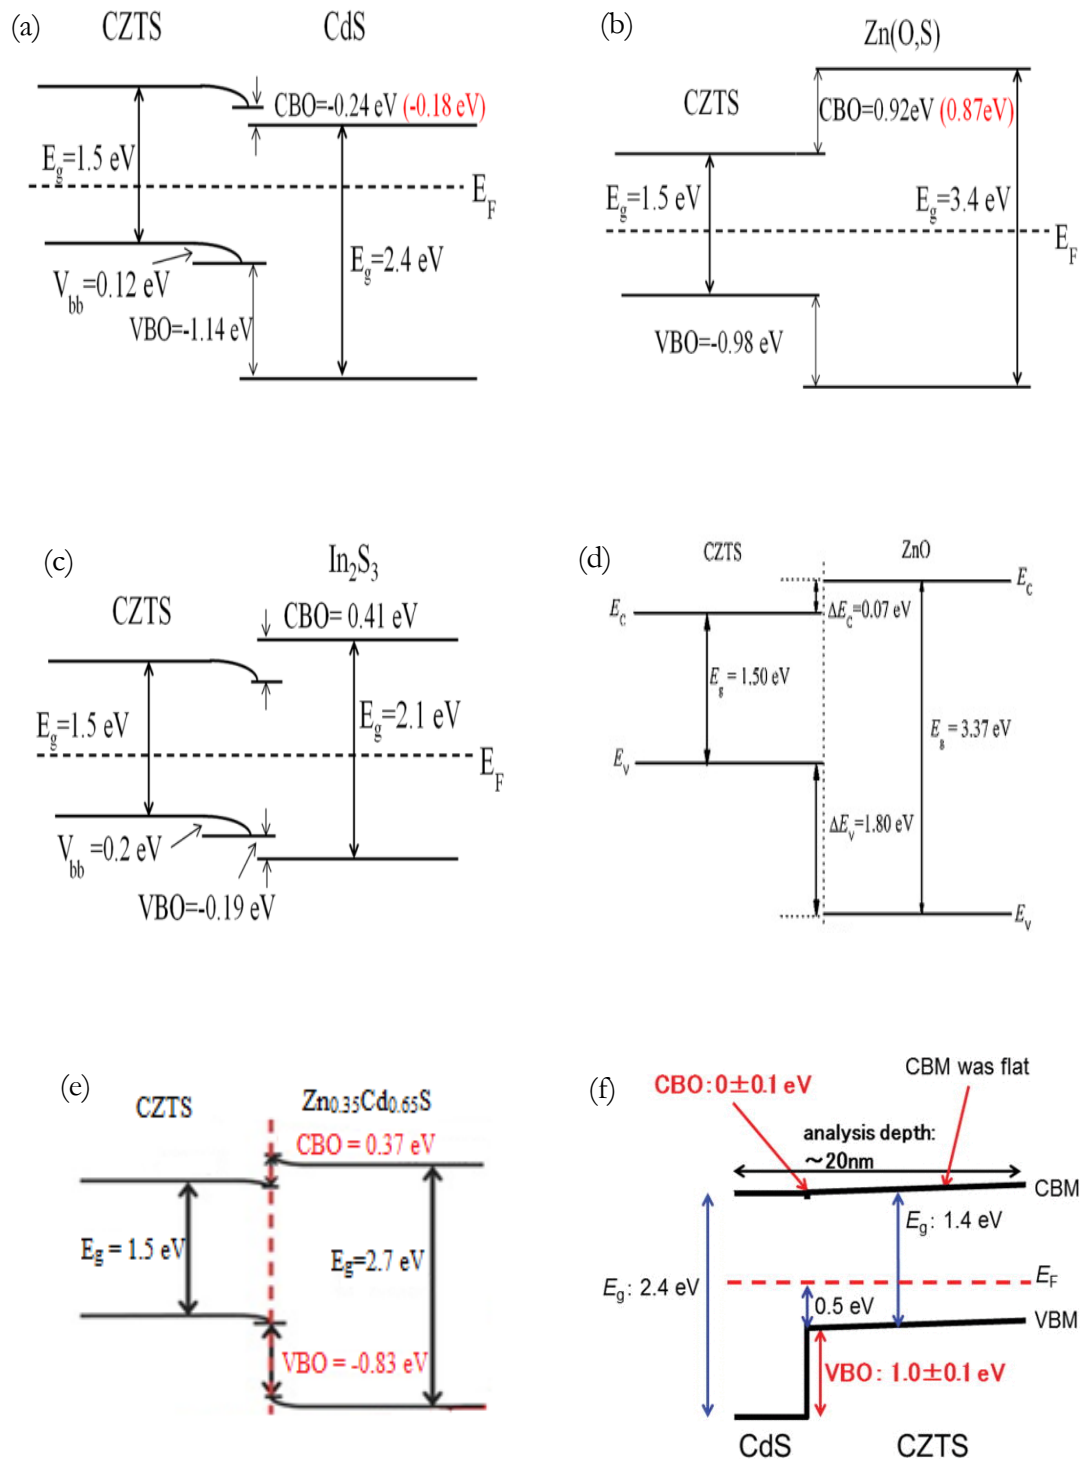 (a)
CZTS
CdS
CBO=-0.24 eV (-0.18 eV)
Eg=1.5 eV
EF
Eg=2.4 eV
Vbb=0.12 eV
VBO=-1.14 eV
(b)
Zn(O,S)
CZTS
CBO=0.92eV (0.87eV)
Eg=1.5 eV
Eg=3.4 eV
EF
VBO=-0.98 eV
(c)
In2S3
CZTS
CBO= 0.41 eV
Eg=1.5 eV
Eg=2.1 eV
EF
Vbb =0.2 eV
VBO=-0.19 eV
(d)
CZTS
ZnO
EC
EC
ΔEC=0.07 eV
Eg = 1.50 eV
Eg = 3.37 eV
EV
ΔEV=1.80 eV
EV
(e)
CZTS
Zn0.35Cd0.65S
CBO = 0.37 eV
Eg = 1.5 eV
Eg=2.7 eV
VBO = -0.83 eV
(f)
CBM was flat
CBO: 0±0.1 eV
analysis depth:
~20nm
CBM
Eg: 1.4 eV
Eg: 2.4 eV
EF
0.5 eV
VBM
VBO: 1.0±0.1 eV
CdS
CZTS